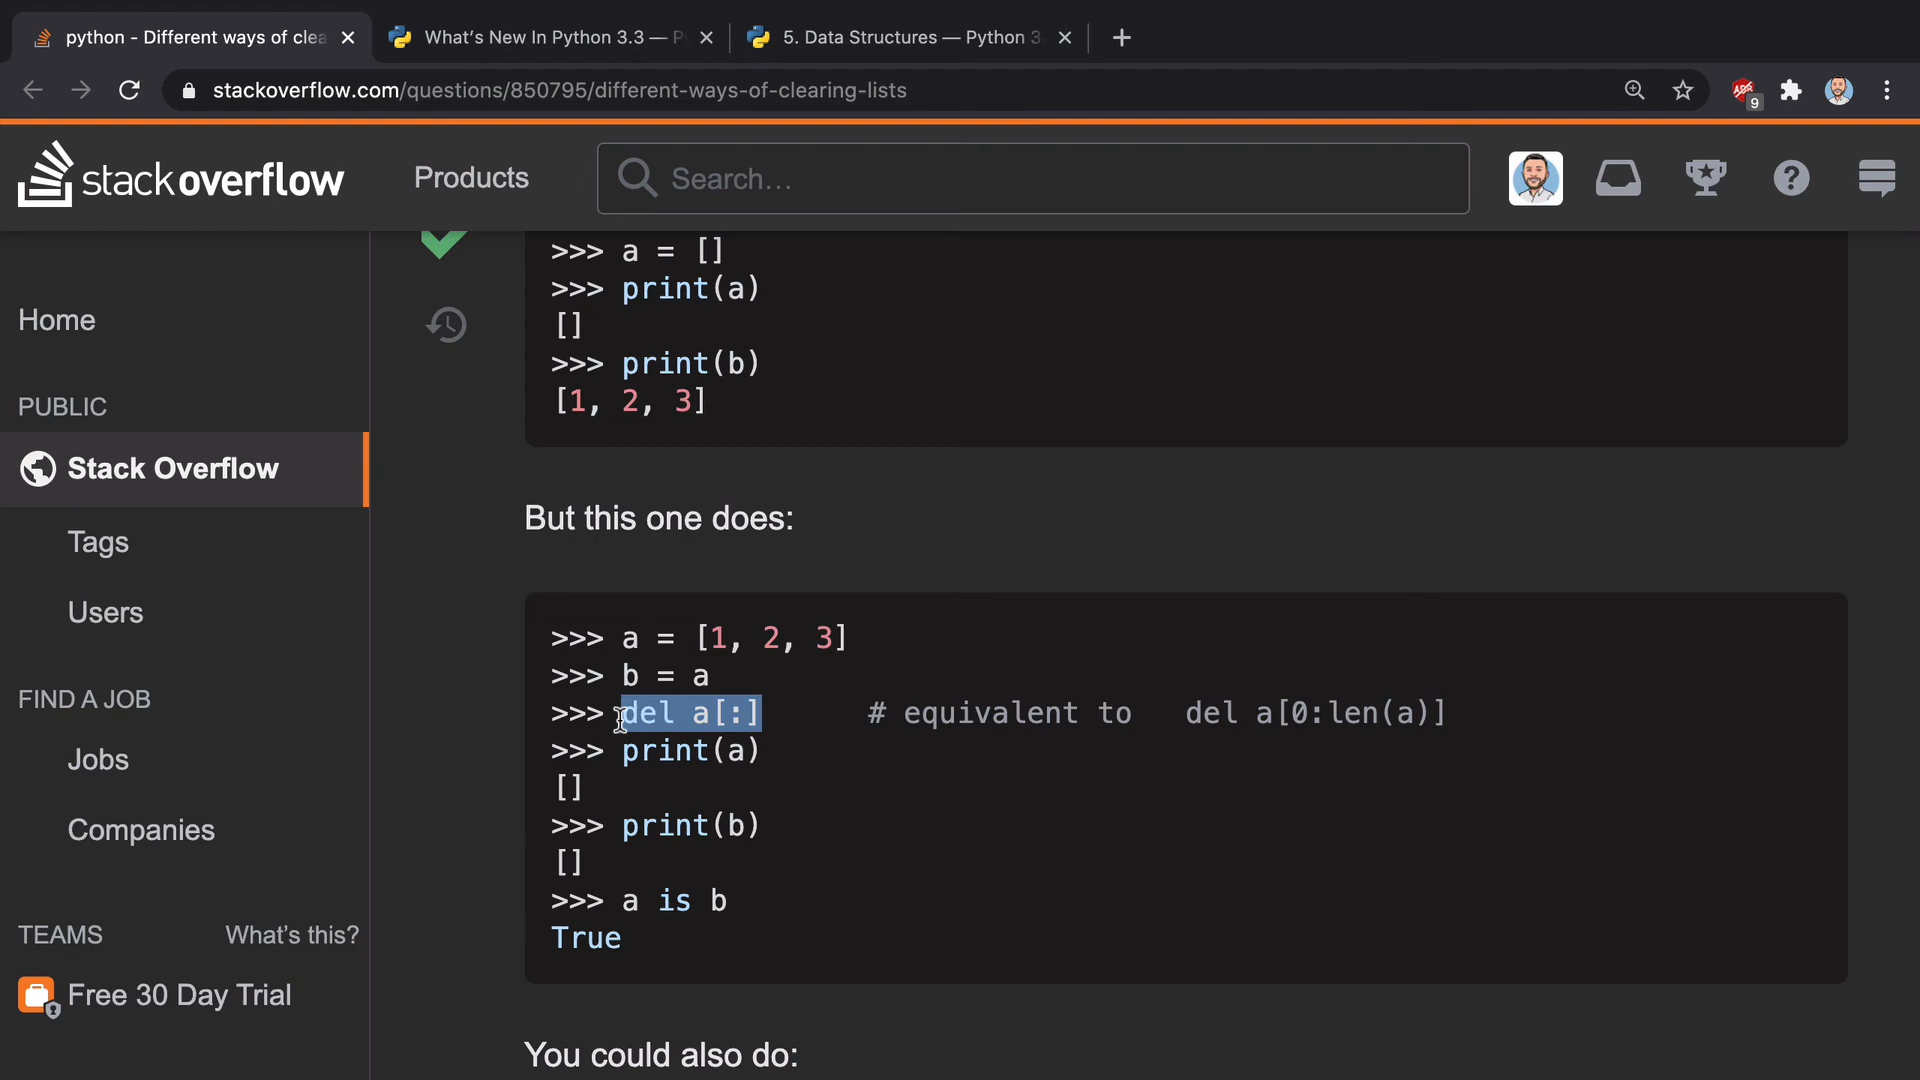 python - Different ways of clea
What's New In Python 3.3 — P
5. Data Structures — Python 3.
stackoverflow.com/questions/850795/different-ways-of-clearing-lists
ABP
9
stackoverflow
Products
Search…
Home
PUBLIC
Stack Overflow
Tags
Users
FIND A JOB
Jobs
Companies
TEAMS
What's this?
Free 30 Day Trial
>>> a = []
>>> print(a)
[]
>>> print(b)
[1, 2, 3]
But this one does:
>>> a = [1, 2, 3]
>>> b = a
>>> del a[:]      # equivalent to   del a[0:len(a)]
>>> print(a)
[]
>>> print(b)
[]
>>> a is b
True
You could also do: